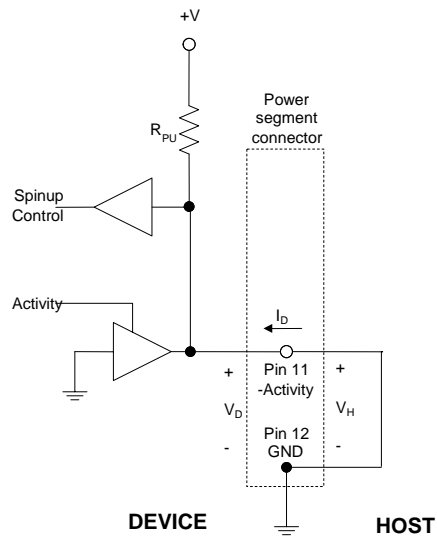 +V
R_PU
Power
segment
connector
Spinup
Control
Activity
I_D
+
Pin 11
-Activity
+
V_D
V_H
-
Pin 12
GND
-
DEVICE
HOST